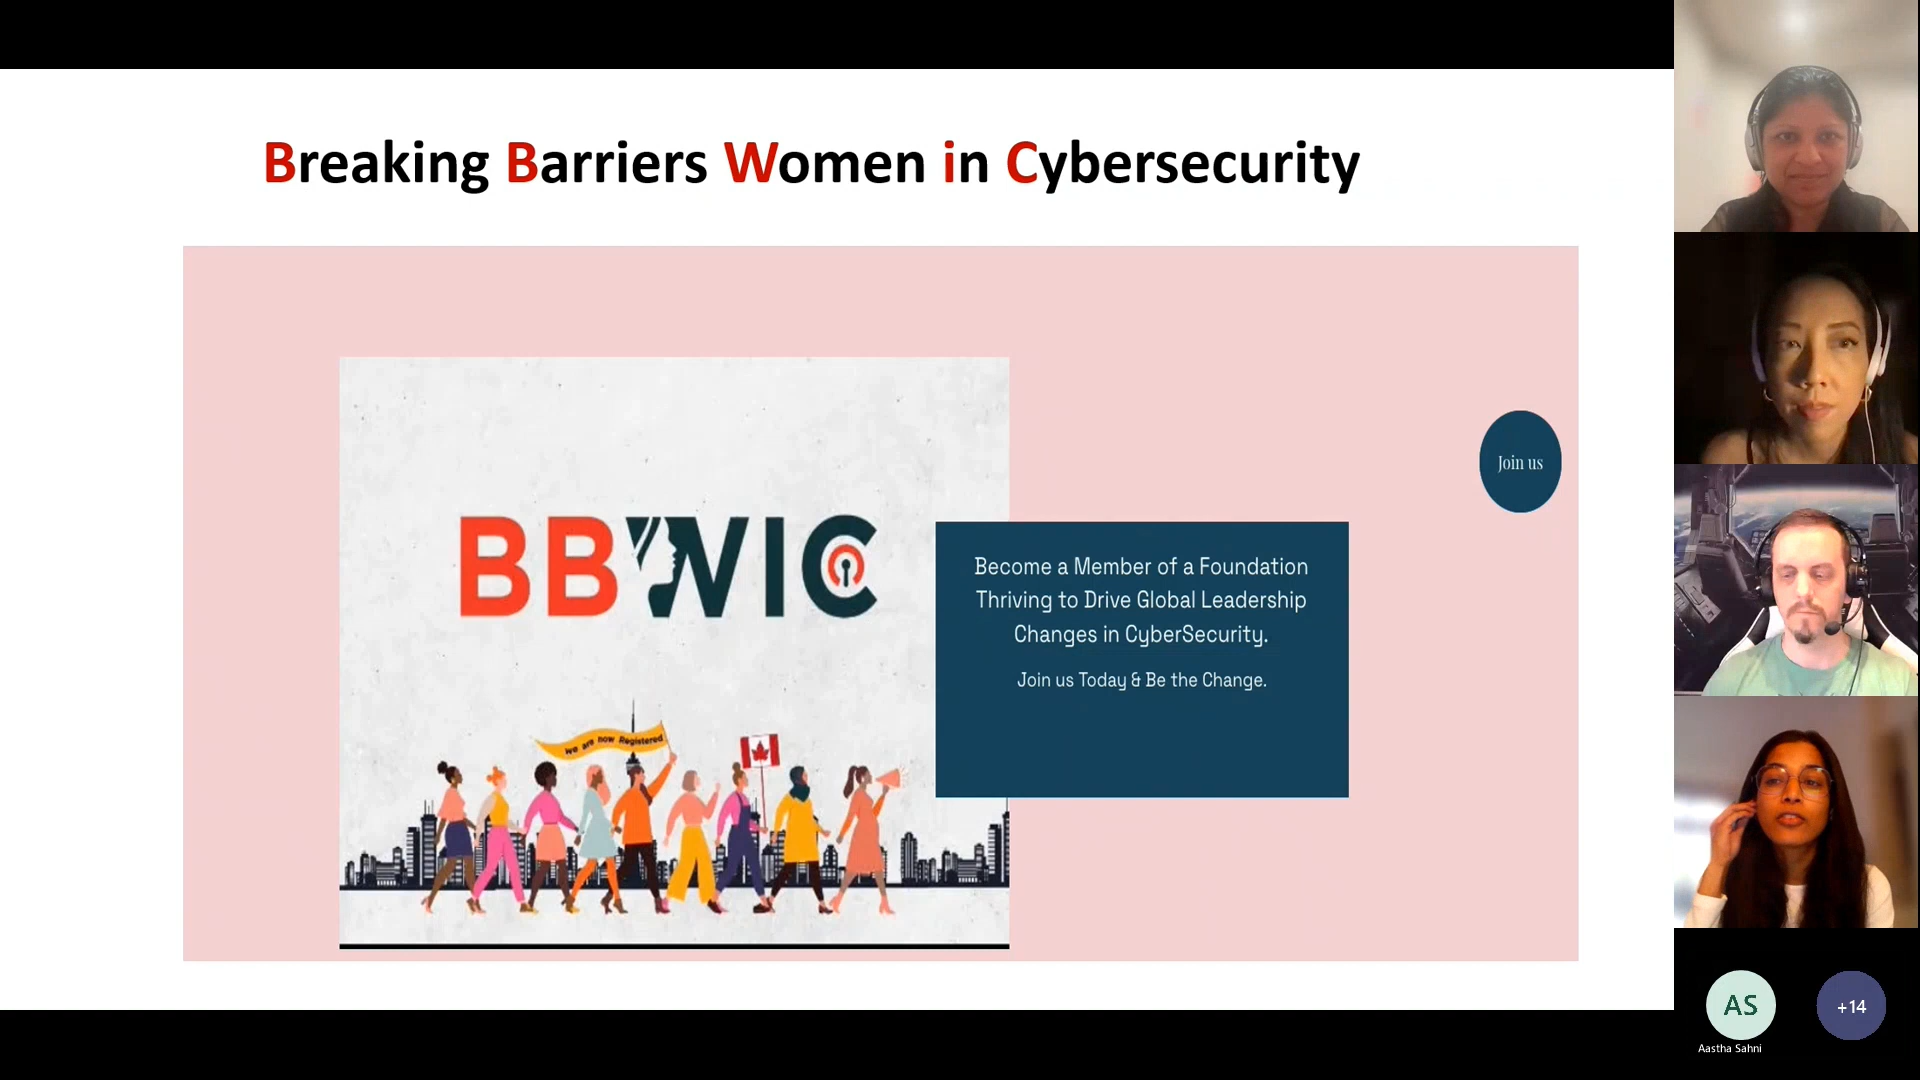 Breaking Barriers Women in Cybersecurity
BBWIC
We are now Registered
Become a Member of a Foundation
Thriving to Drive Global Leadership
Changes in CyberSecurity.
Join us Today & Be the Change.
Join us
AS
Aastha Sahni
+14